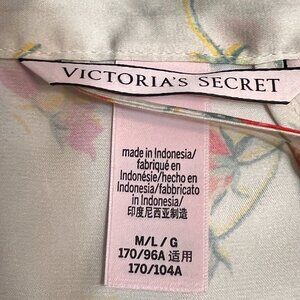 VICTORIA'S SECRET
made in Indonesia/
fabriqué en
Indonésie/hecho en
Indonesia/fabbricato
in Indonesia/
印度尼西亚制造
M/L/G
170/96A 适用
170/104A